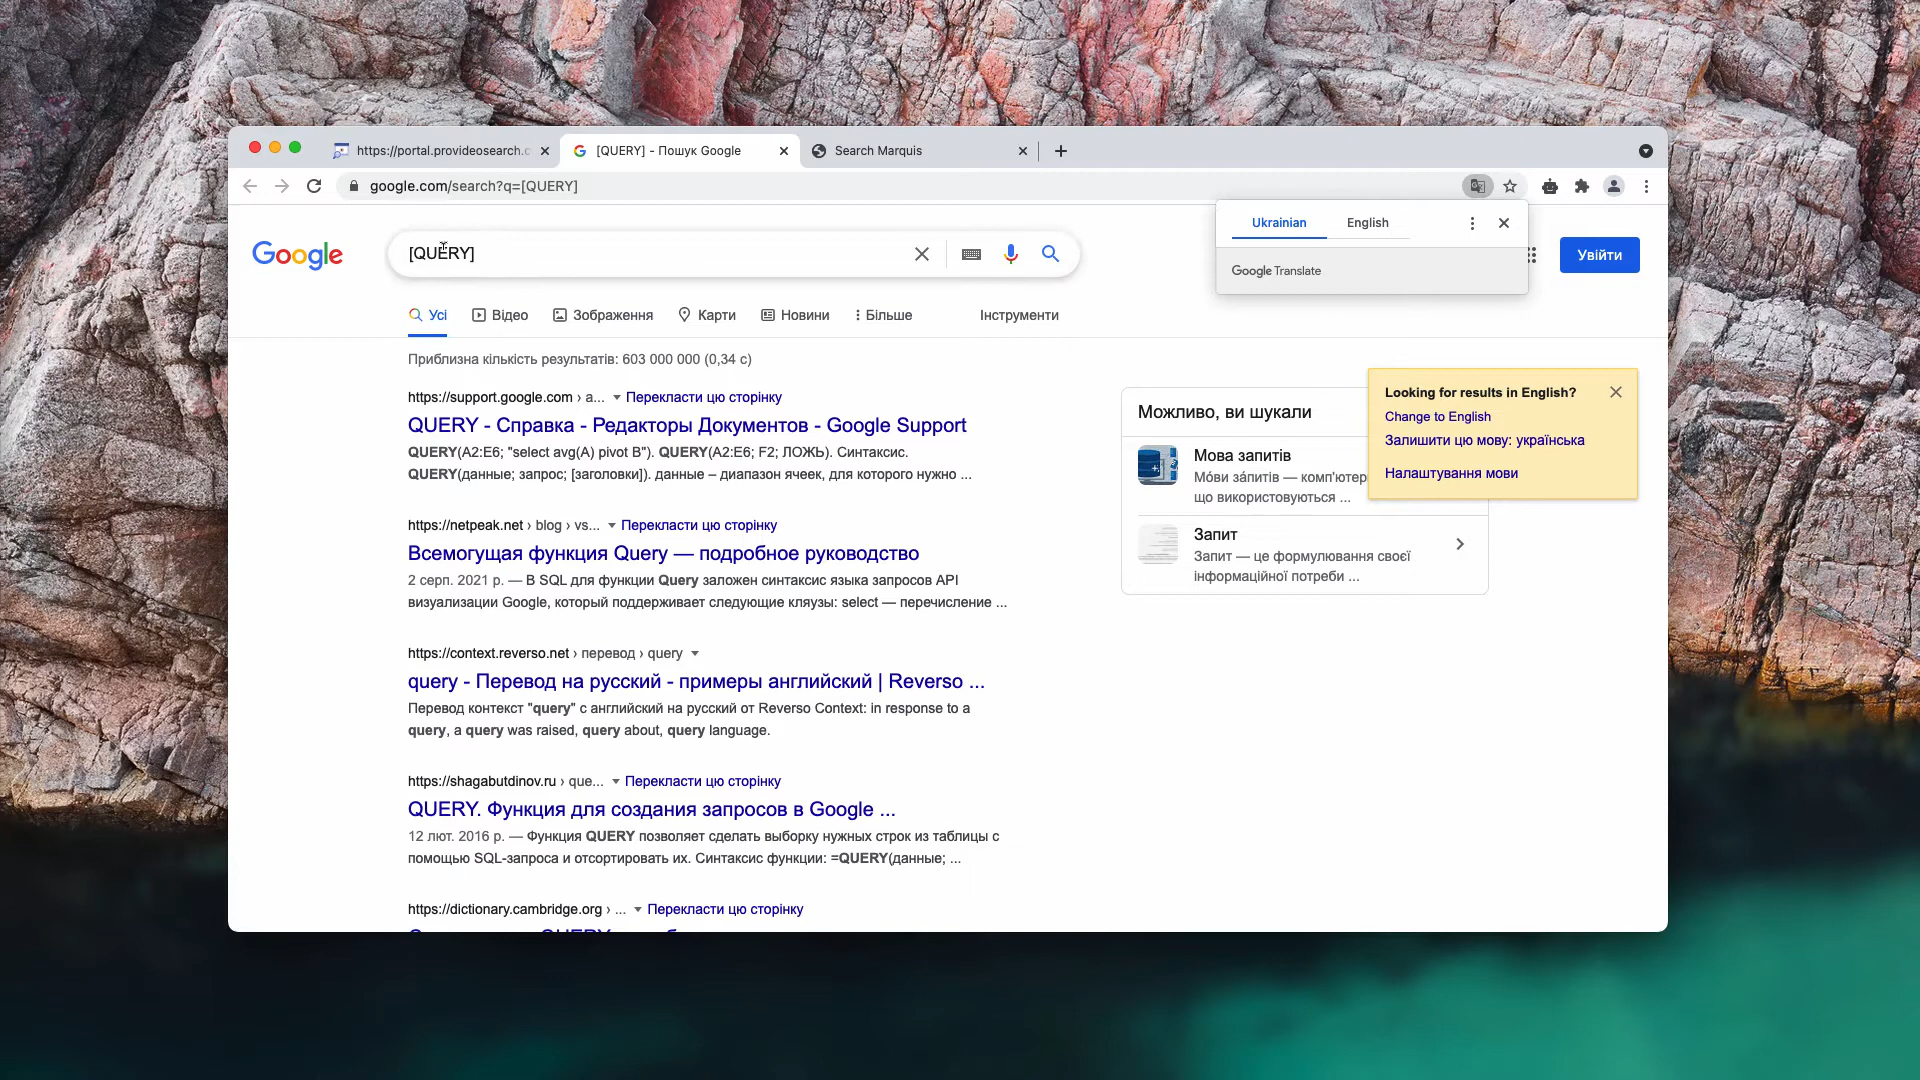 https://portal.provideosearch.c
[QUERY] - Пошук Google
Search Marquis
google.com/search?q=[QUERY]
Ukrainian
English
Google Translate
Google
[QUERY]
Увійти
Усі
Відео
Зображення
Карти
Новини
Більше
Інструменти
Приблизна кількість результатів: 603 000 000 (0,34 с)
https://support.google.com › a... Перекласти цю сторінку
QUERY - Справка - Редакторы Документов - Google Support
QUERY(A2:E6; "select avg(A) pivot B"). QUERY(A2:E6; F2; ЛОЖЬ). Синтаксис.
QUERY(данные; запрос; [заголовки]). данные – диапазон ячеек, для которого нужно ...
https://netpeak.net › blog › vs... Перекласти цю сторінку
Всемогущая функция Query — подробное руководство
2 серп. 2021 р. — В SQL для функции Query заложен синтаксис языка запросов API
визуализации Google, который поддерживает следующие кляузы: select — перечисление ...
https://context.reverso.net › перевод › query
query - Перевод на русский - примеры английский | Reverso ...
Перевод контекст "query" c английский на русский от Reverso Context: in response to a
query, a query was raised, query about, query language.
https://shagabutdinov.ru › que... Перекласти цю сторінку
QUERY. Функция для создания запросов в Google ...
12 лют. 2016 р. — Функция QUERY позволяет сделать выборку нужных строк из таблицы с
помощью SQL-запроса и отсортировать их. Синтаксис функции: =QUERY(данные; ...
https://dictionary.cambridge.org › ... Перекласти цю сторінку
Можливо, ви шукали
Мова запитів
Мо́ви за́питів — комп'ютер
що використовуються ...
Запит
Запит — це формулювання своєї
інформаційної потреби ...
Looking for results in English?
Change to English
Залишити цю мову: українська
Налаштування мови